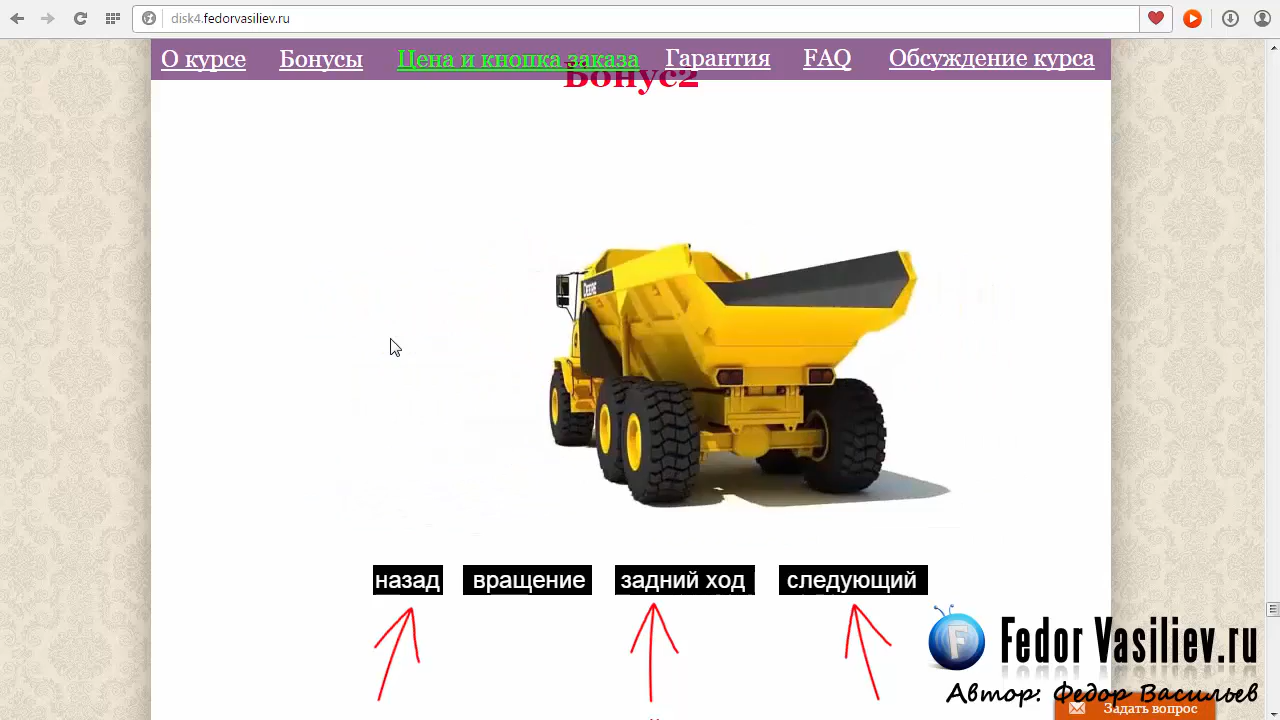 disk4.fedorvasiliev.ru
О курсе Бонусы Цена и кнопка заказа Гарантия FAQ Обсуждение курса
Бонус2
DEERE
назад вращение задний ход следующий
Fedor Vasiliev.ru
Автор: Федор Васильев
Задать вопрос